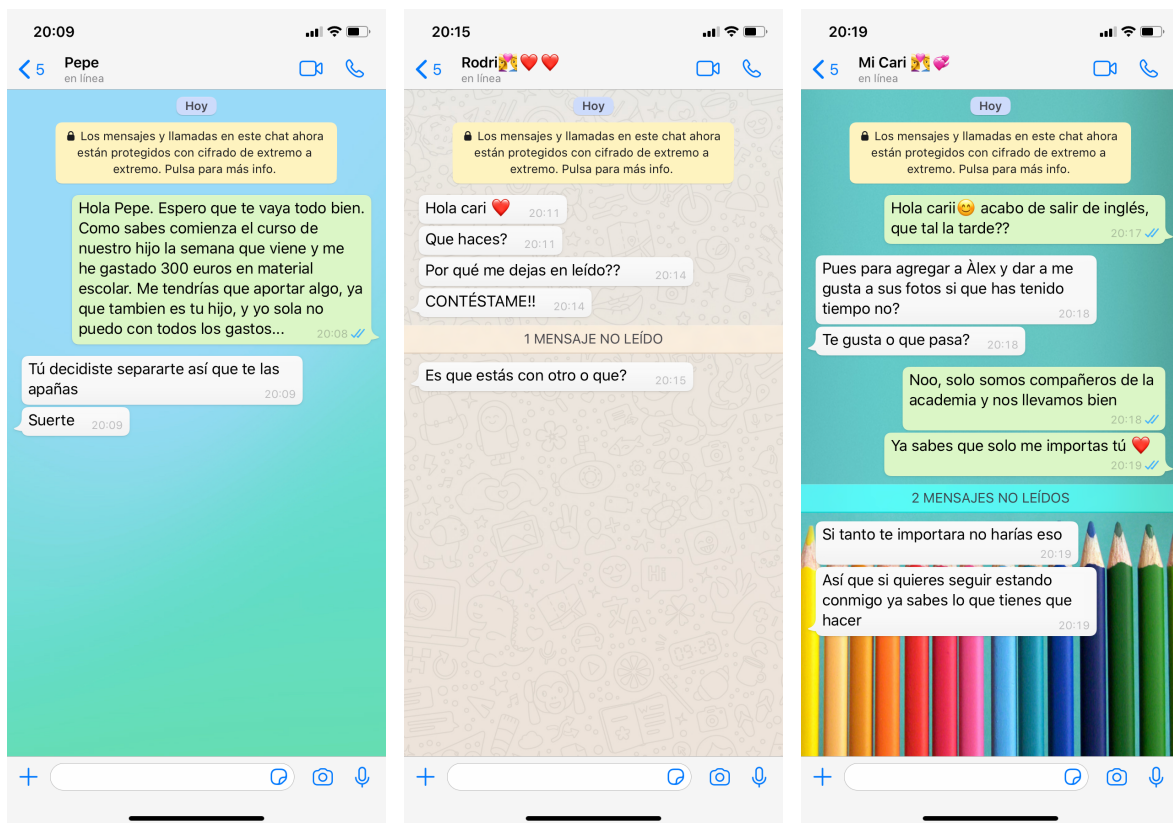 20:09
5
Pepe
en línea
Hoy
Los mensajes y llamadas en este chat ahora
están protegidos con cifrado de extremo a
extremo. Pulsa para más info.
Hola Pepe. Espero que te vaya todo bien.
Como sabes comienza el curso de
nuestro hijo la semana que viene y me
he gastado 300 euros en material
escolar. Me tendrías que aportar algo, ya
que tambien es tu hijo, y yo sola no
puedo con todos los gastos...
20:08
Tú decidiste separarte así que te las
apañas
20:09
Suerte
20:09
20:15
5
Rodri💏❤️❤️
en línea
Hoy
Los mensajes y llamadas en este chat ahora
están protegidos con cifrado de extremo a
extremo. Pulsa para más info.
Hola cari ❤️
20:11
Que haces?
20:11
Por qué me dejas en leído??
20:14
CONTÉSTAME!!
20:14
1 MENSAJE NO LEÍDO
Es que estás con otro o que?
20:15
20:19
5
Mi Cari 💏💞
en línea
Hoy
Los mensajes y llamadas en este chat ahora
están protegidos con cifrado de extremo a
extremo. Pulsa para más info.
Hola carii😊 acabo de salir de inglés,
que tal la tarde??
20:17
Pues para agregar a Àlex y dar a me
gusta a sus fotos si que has tenido
tiempo no?
20:18
Te gusta o que pasa?
20:18
Noo, solo somos compañeros de la
academia y nos llevamos bien
20:18
Ya sabes que solo me importas tú ❤️
20:19
2 MENSAJES NO LEÍDOS
Si tanto te importara no harías eso
20:19
Así que si quieres seguir estando
conmigo ya sabes lo que tienes que
hacer
20:19